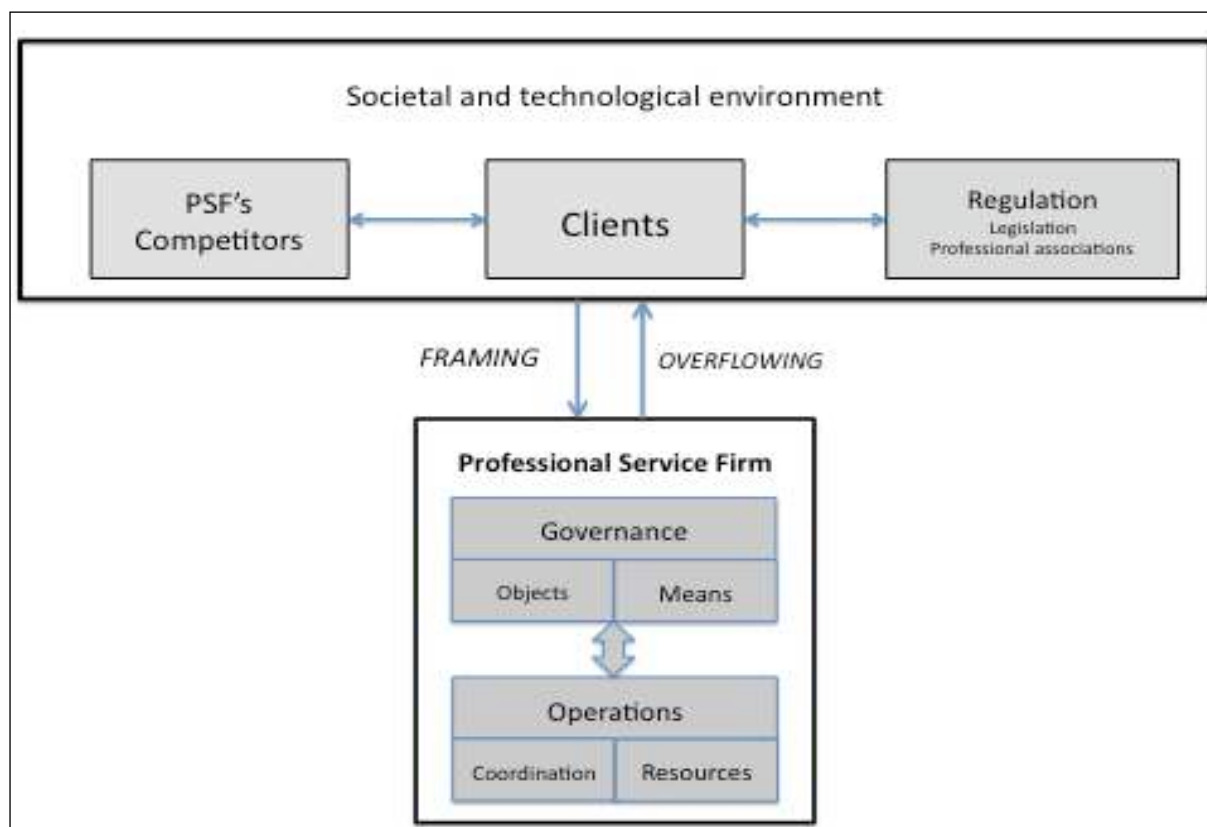 Societal and technological environment
PSF's
Competitors
Clients
Regulation
Legislation
Professional associations
FRAMING
OVERFLOWING
Professional Service Firm
Governance
Objects
Means
Operations
Coordination
Resources